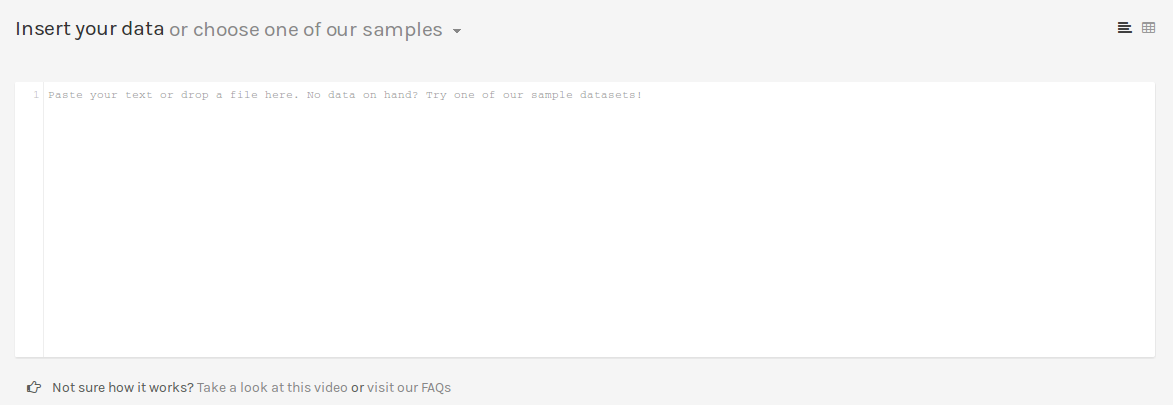 Insert your data or choose one of our samples
1 Paste your text or drop a file here. No data on hand? Try one of our sample datasets!
Not sure how it works? Take a look at this video or visit our FAQs